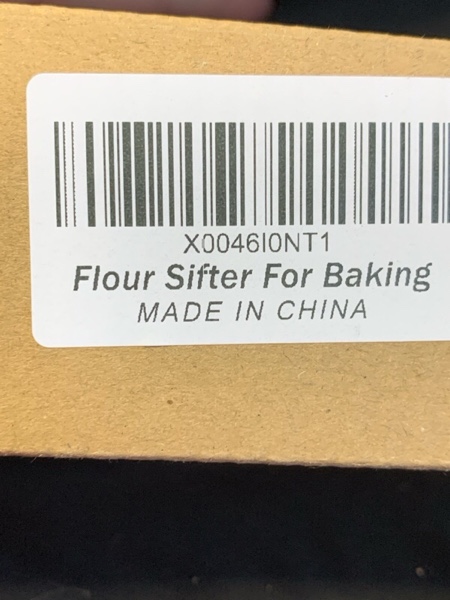 X0046I0NT1
Flour Sifter For Baking
MADE IN CHINA